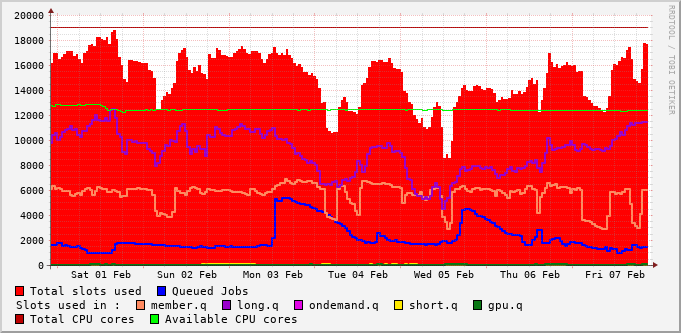 20000
18000
16000
14000
12000
10000
8000
6000
4000
2000
0
Sat 01 Feb Sun 02 Feb Mon 03 Feb Tue 04 Feb Wed 05 Feb Thu 06 Feb Fri 07 Feb
RRDTOOL / TOBI OETIKER
Total slots used Queued Jobs
Slots used in : member.q long.q ondemand.q short.q gpu.q
Total CPU cores Available CPU cores